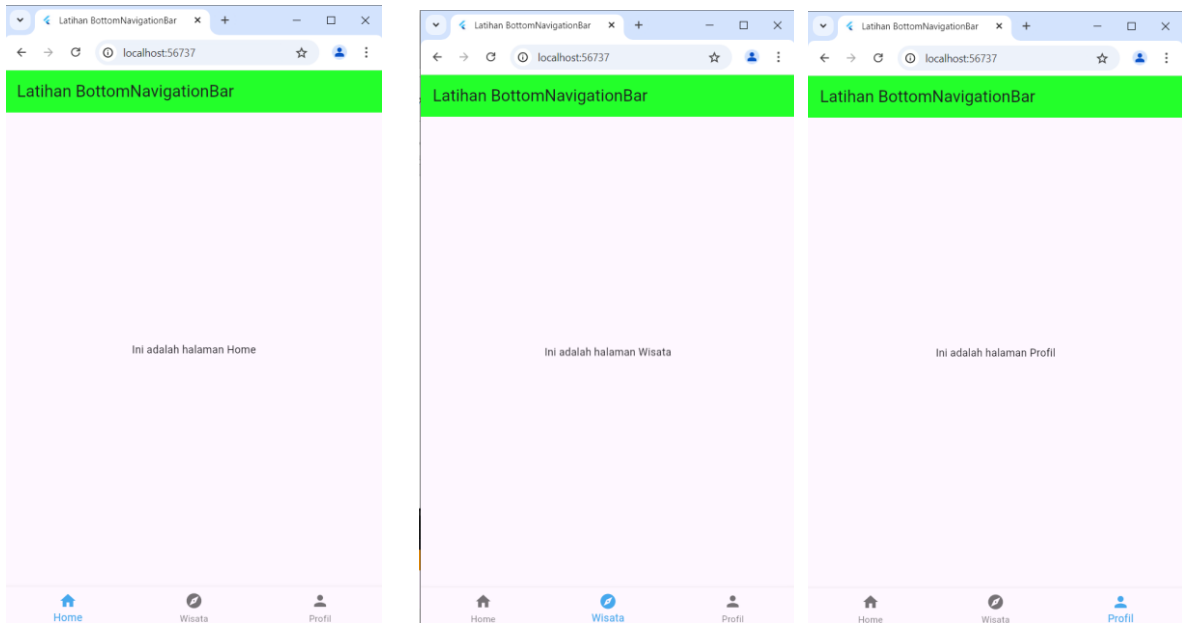 Latihan BottomNavigationBar
localhost:56737
Latihan BottomNavigationBar
Ini adalah halaman Home
Home Wisata Profil
Latihan BottomNavigationBar
localhost:56737
Latihan BottomNavigationBar
Ini adalah halaman Wisata
Home Wisata Profil
Latihan BottomNavigationBar
localhost:56737
Latihan BottomNavigationBar
Ini adalah halaman Profil
Home Wisata Profil